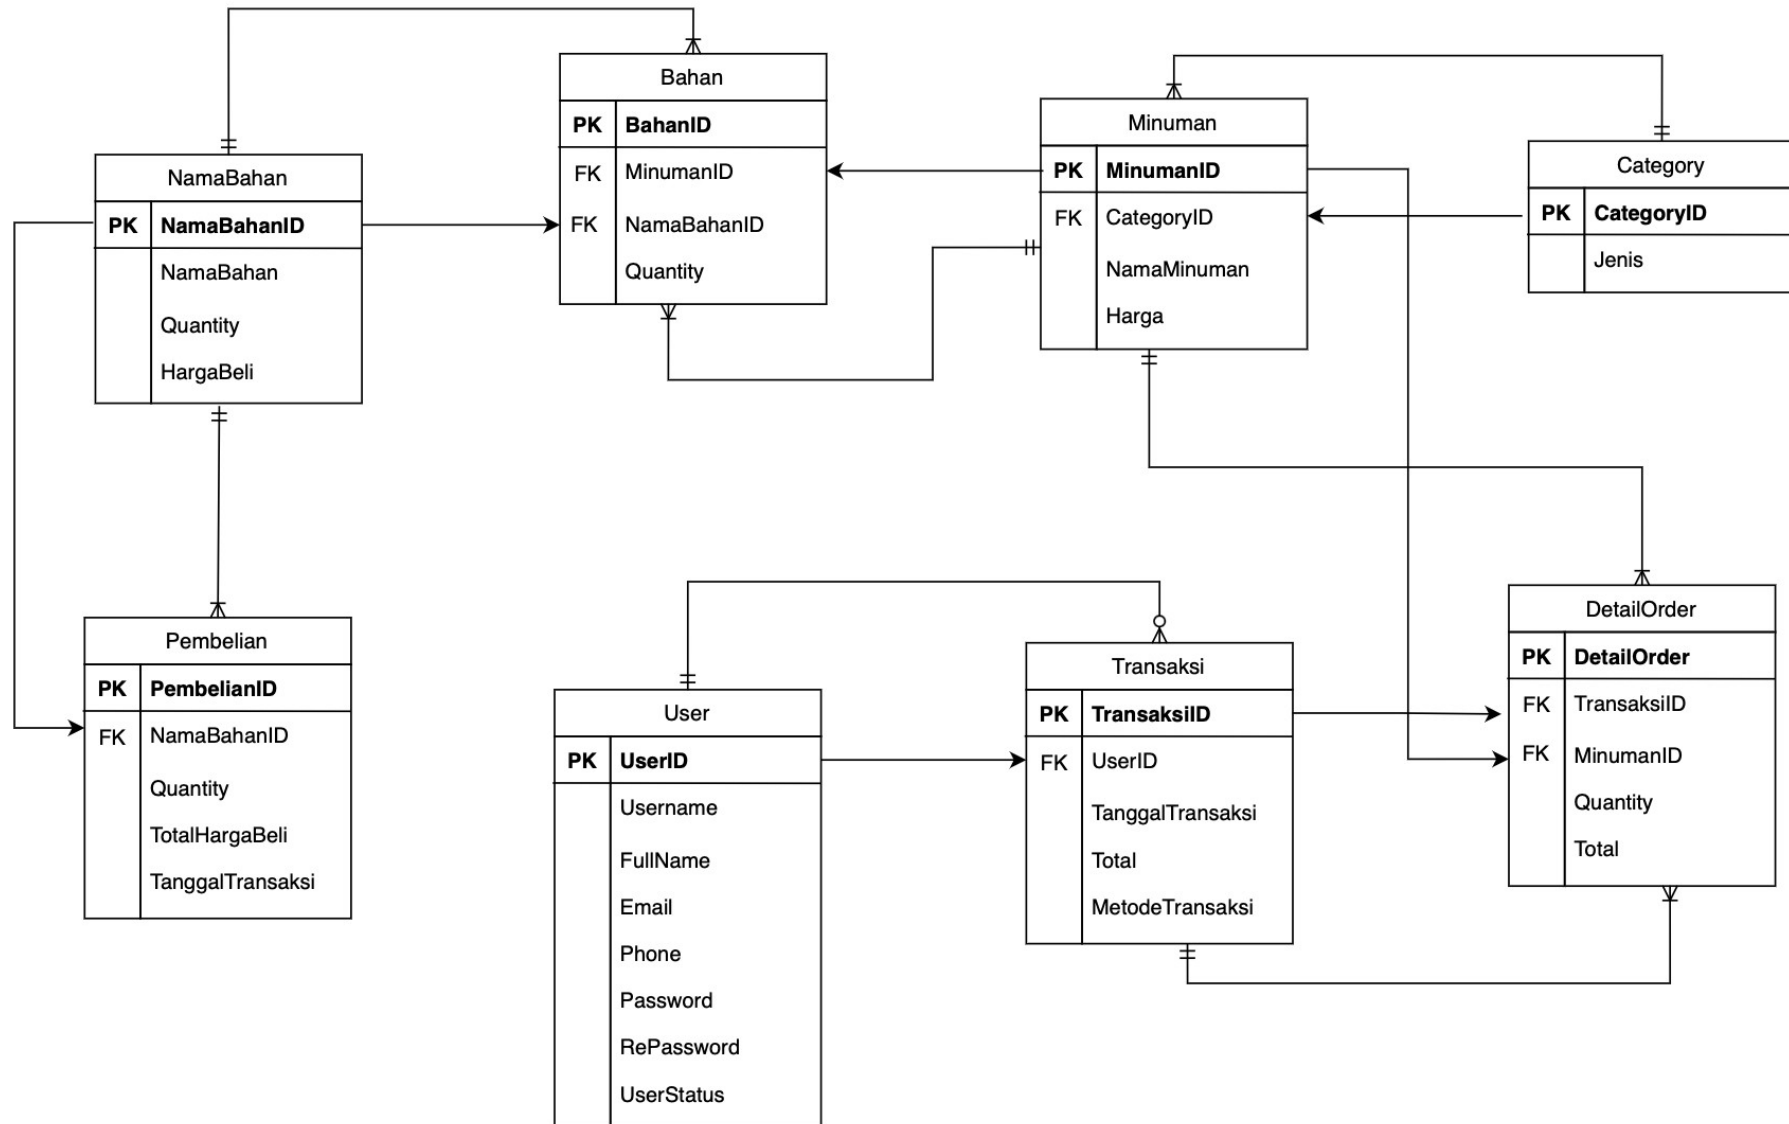 Bahan
PK BahanID
FK MinumanID
FK NamaBahanID
Quantity
Minuman
PK MinumanID
FK CategoryID
NamaMinuman
Harga
Category
PK CategoryID
Jenis
NamaBahan
PK NamaBahanID
NamaBahan
Quantity
HargaBeli
Pembelian
PK PembelianID
FK NamaBahanID
Quantity
TotalHargaBeli
TanggalTransaksi
User
PK UserID
Username
FullName
Email
Phone
Password
RePassword
UserStatus
Transaksi
PK TransaksiID
FK UserID
TanggalTransaksi
Total
MetodeTransaksi
DetailOrder
PK DetailOrder
FK TransaksiID
FK MinumanID
Quantity
Total